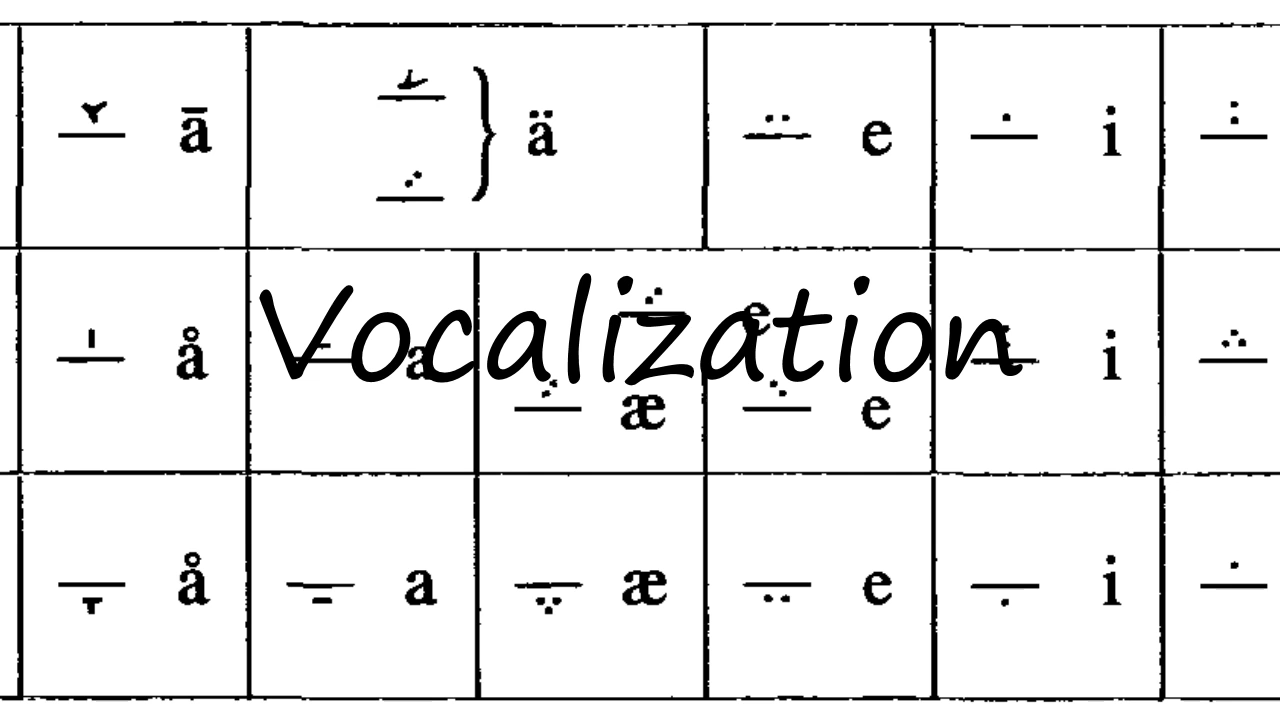 ā ä e i
Vocalization
å a e i
æ e
å a æ e i